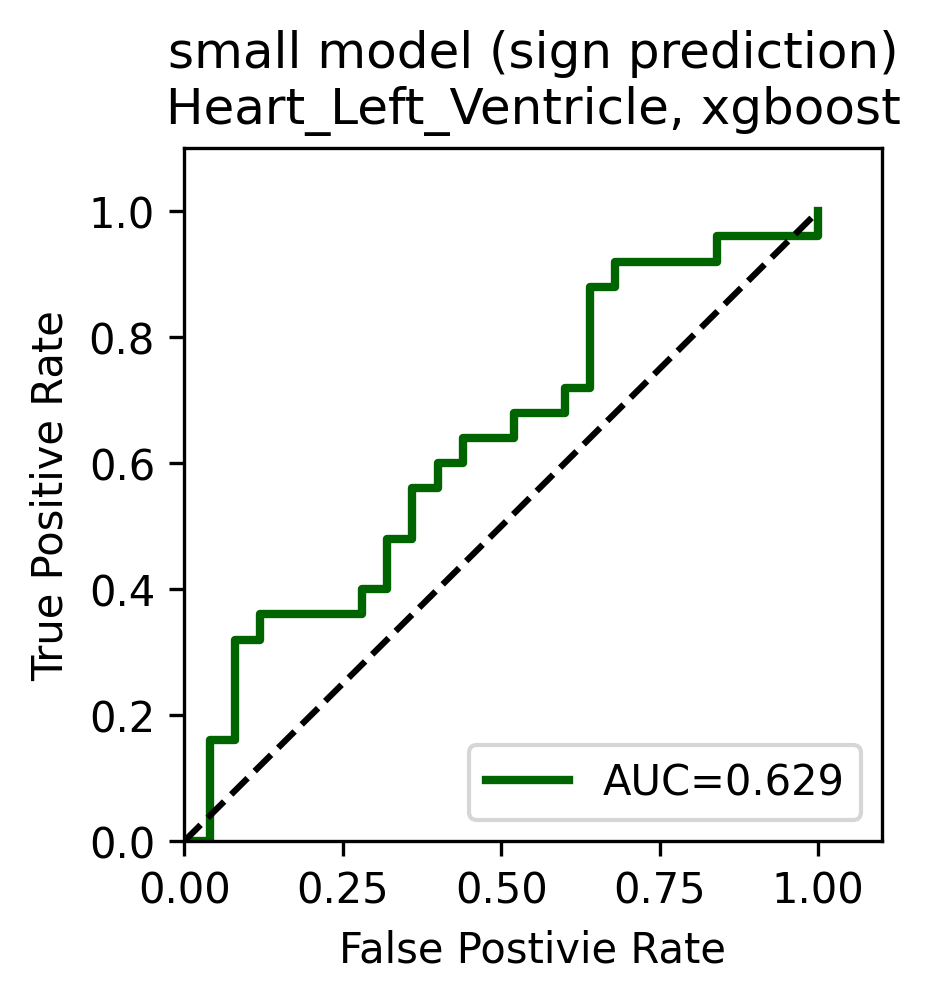 small model (sign prediction)
Heart_Left_Ventricle, xgboost
1.0
0.8
0.6
0.4
0.2
0.0
True Positive Rate
AUC=0.629
0.00 0.25 0.50 0.75 1.00
False Postivie Rate